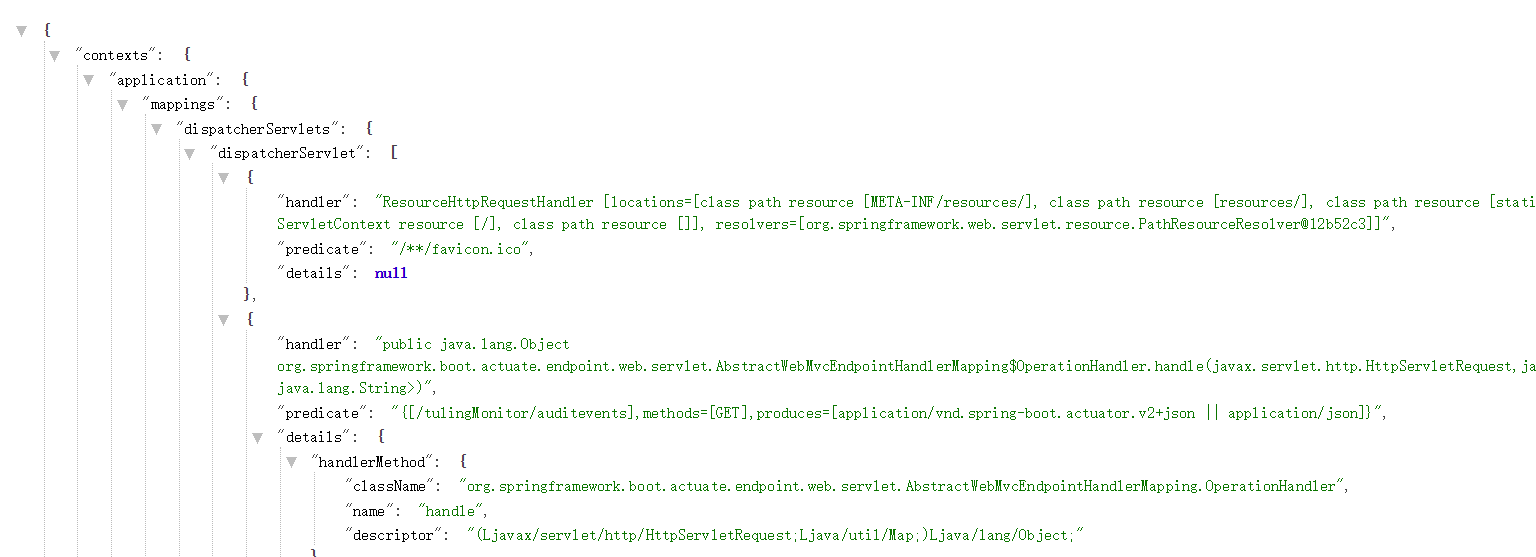 {
"contexts": {
"application": {
"mappings": {
"dispatcherServlets": {
"dispatcherServlet": [
{
"handler": "ResourceHttpRequestHandler [locations=[class path resource [META-INF/resources/], class path resource [resources/], class path resource [stati
ServletContext resource [/], class path resource []], resolvers=[org.springframework.web.servlet.resource.PathResourceResolver@12b52c3]]",
"predicate": "/**/favicon.ico",
"details": null
},
{
"handler": "public java.lang.Object
org.springframework.boot.actuate.endpoint.web.servlet.AbstractWebMvcEndpointHandlerMapping$OperationHandler.handle(javax.servlet.http.HttpServletRequest,ja
java.lang.String>)",
"predicate": "{[/tulingMonitor/auditevents],methods=[GET],produces=[application/vnd.spring-boot.actuator.v2+json || application/json]}",
"details": {
"handlerMethod": {
"className": "org.springframework.boot.actuate.endpoint.web.servlet.AbstractWebMvcEndpointHandlerMapping.OperationHandler",
"name": "handle",
"descriptor": "(Ljavax/servlet/http/HttpServletRequest;Ljava/util/Map;)Ljava/lang/Object;"
}